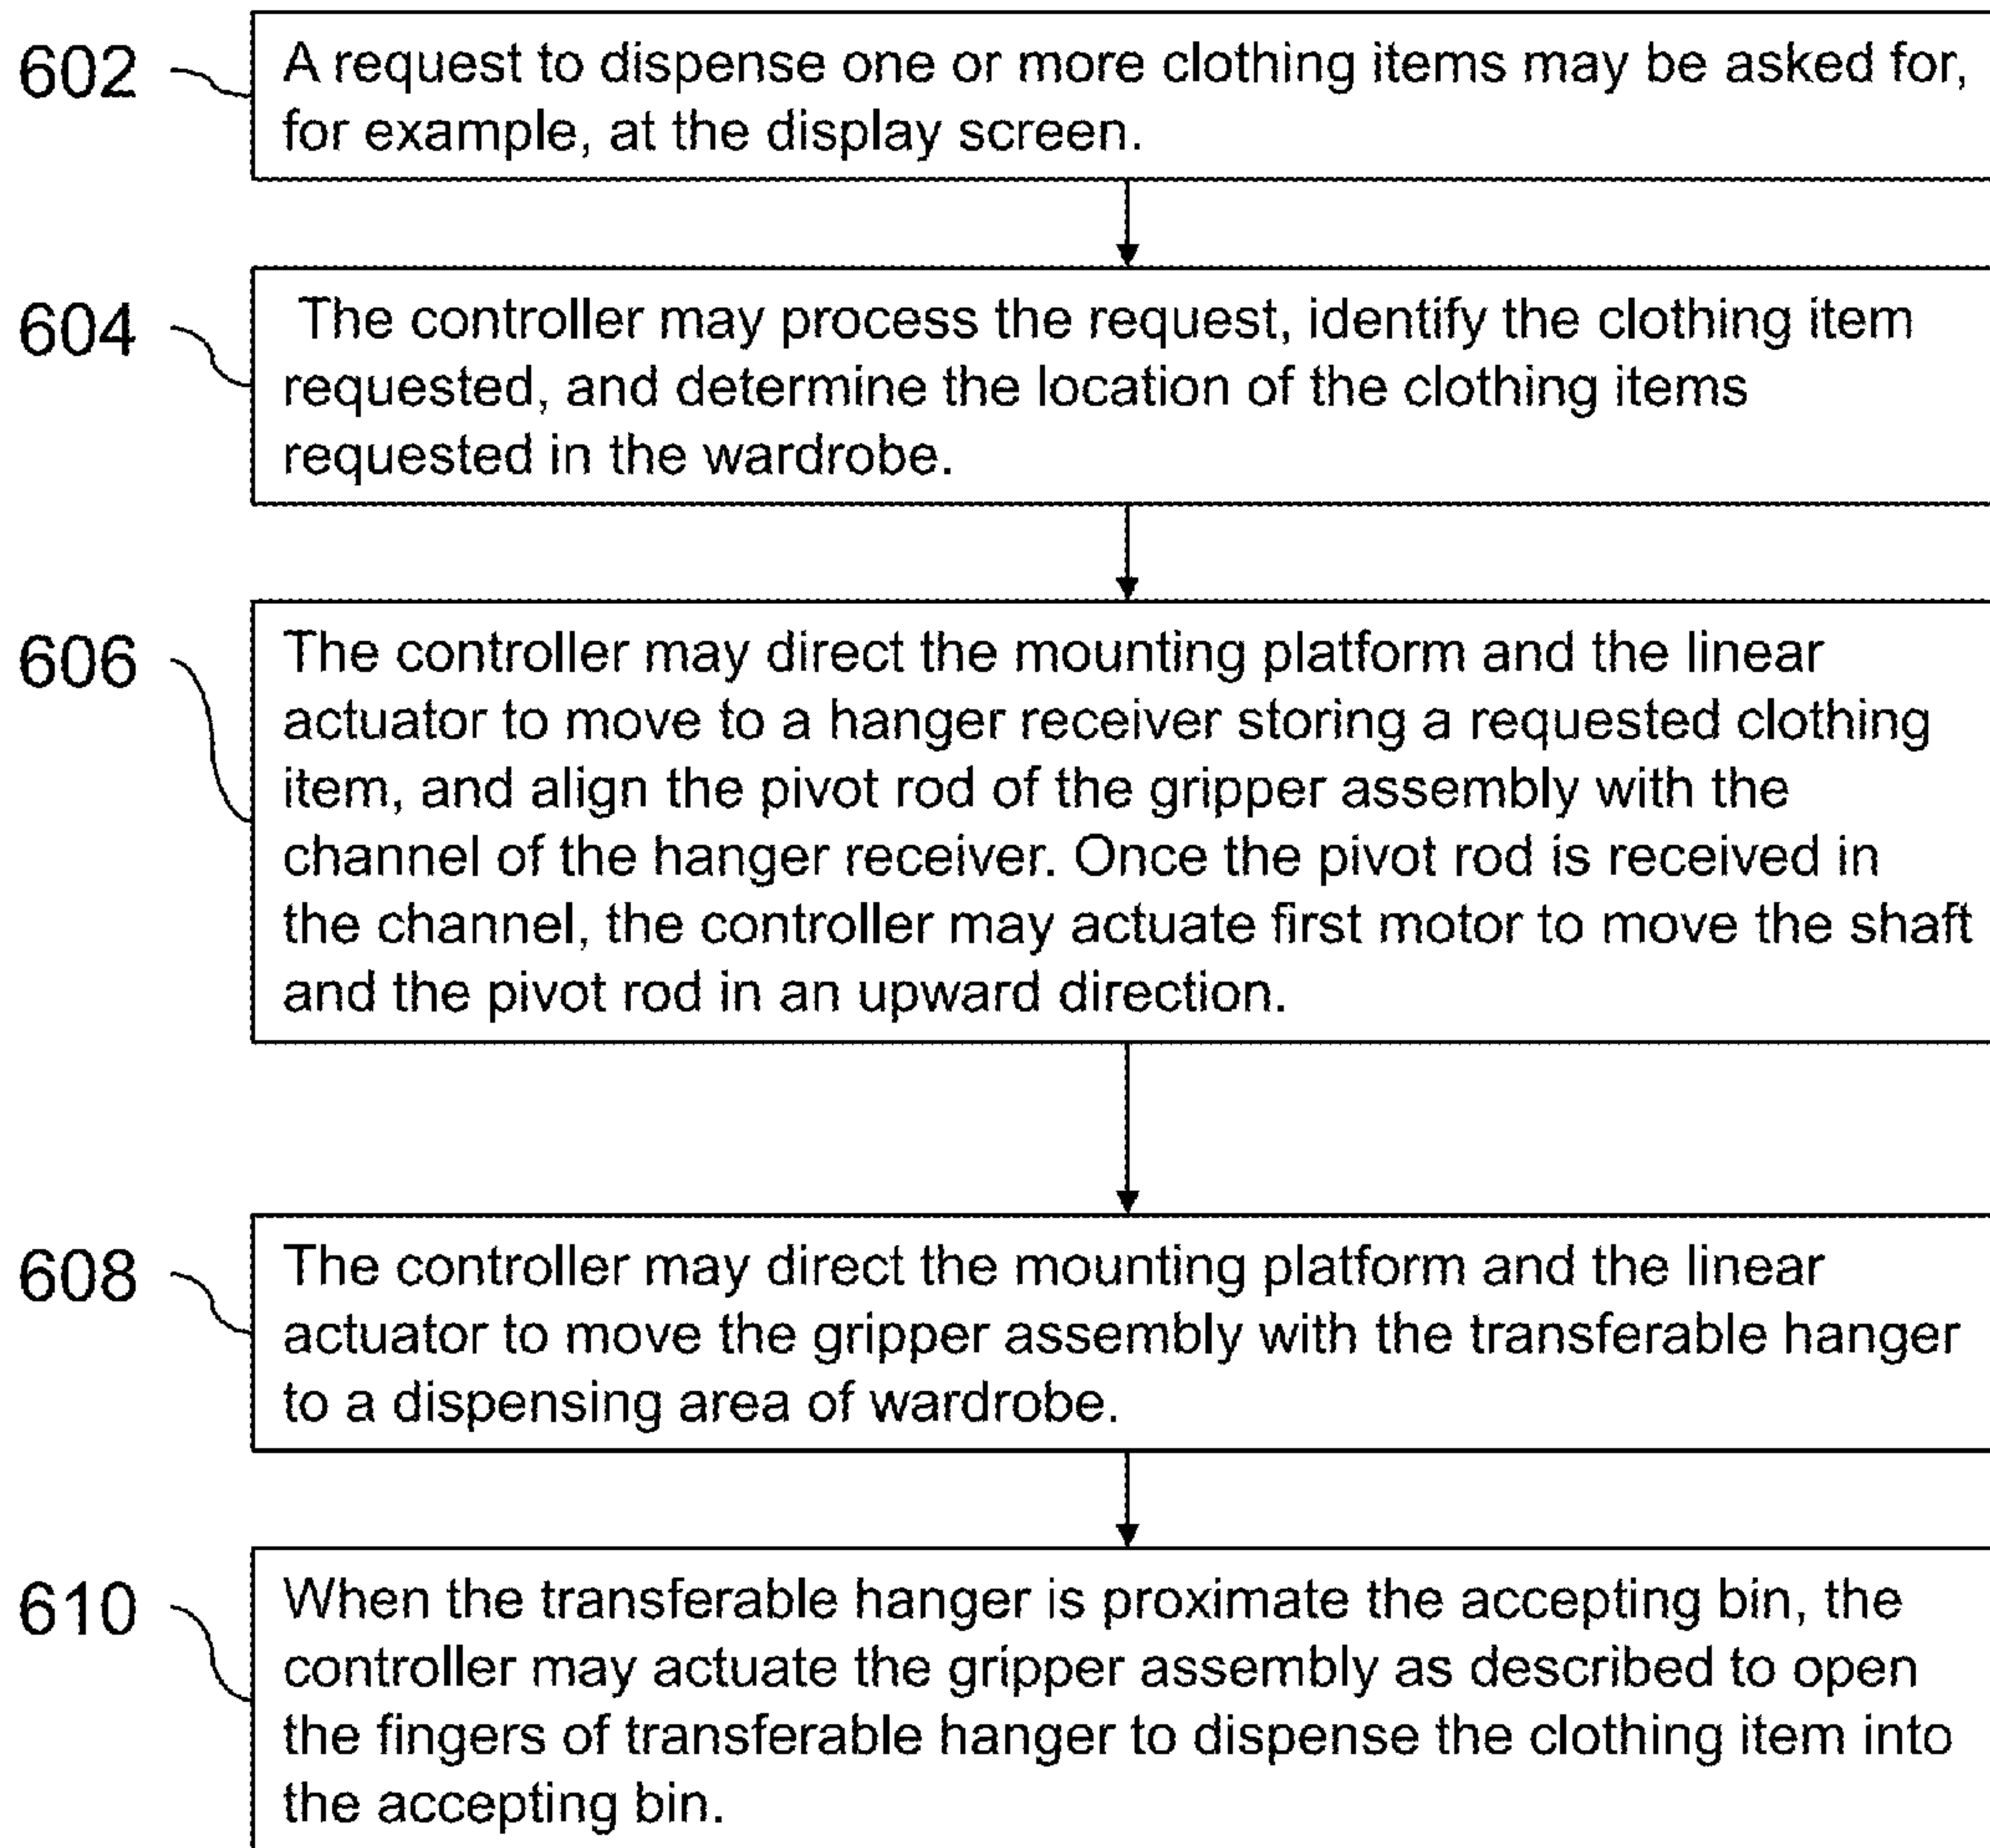 602
A request to dispense one or more clothing items may be asked for,
for example, at the display screen.
604
The controller may process the request, identify the clothing item
requested, and determine the location of the clothing items
requested in the wardrobe.
606
The controller may direct the mounting platform and the linear
actuator to move to a hanger receiver storing a requested clothing
item, and align the pivot rod of the gripper assembly with the
channel of the hanger receiver. Once the pivot rod is received in
the channel, the controller may actuate first motor to move the shaft
and the pivot rod in an upward direction.
608
The controller may direct the mounting platform and the linear
actuator to move the gripper assembly with the transferable hanger
to a dispensing area of wardrobe.
610
When the transferable hanger is proximate the accepting bin, the
controller may actuate the gripper assembly as described to open
the fingers of transferable hanger to dispense the clothing item into
the accepting bin.